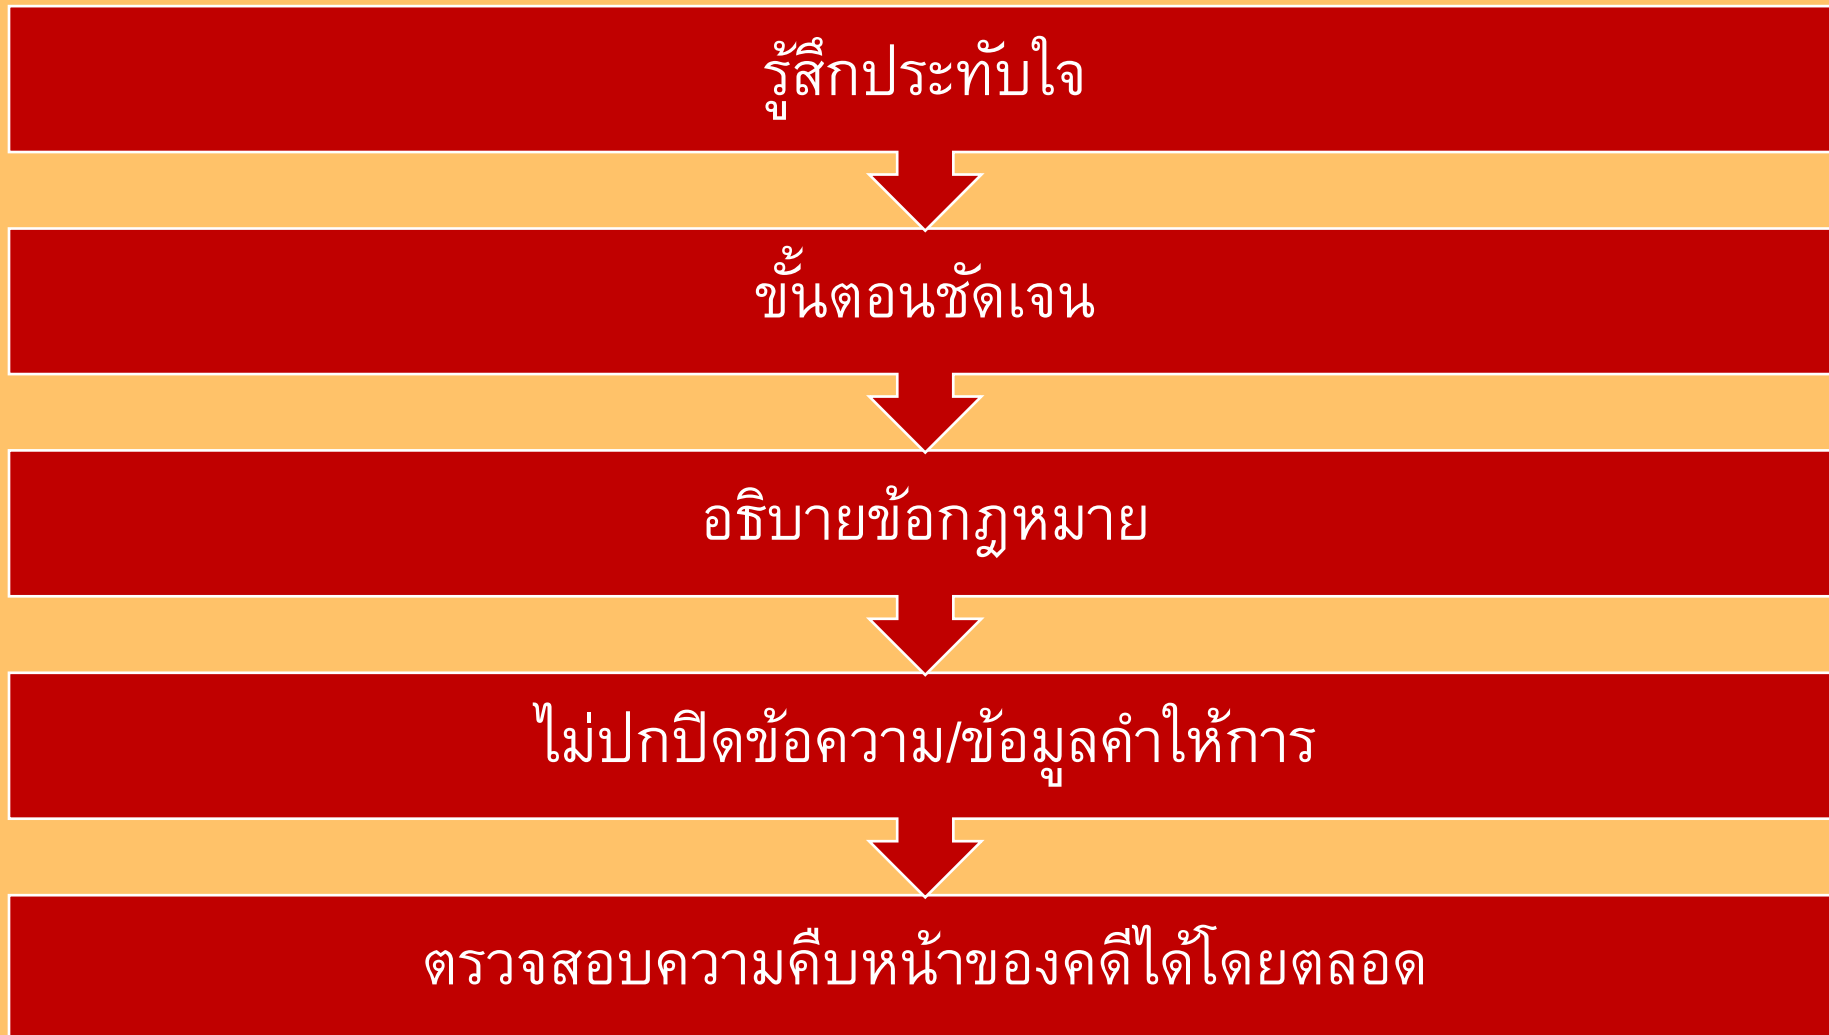 รู้สึกประทับใจ
ขั้นตอนชัดเจน
อธิบายข้อกฎหมาย
ไม่ปกปิดข้อความ/ข้อมูลคำให้การ
ตรวจสอบความคืบหน้าของคดีได้โดยตลอด